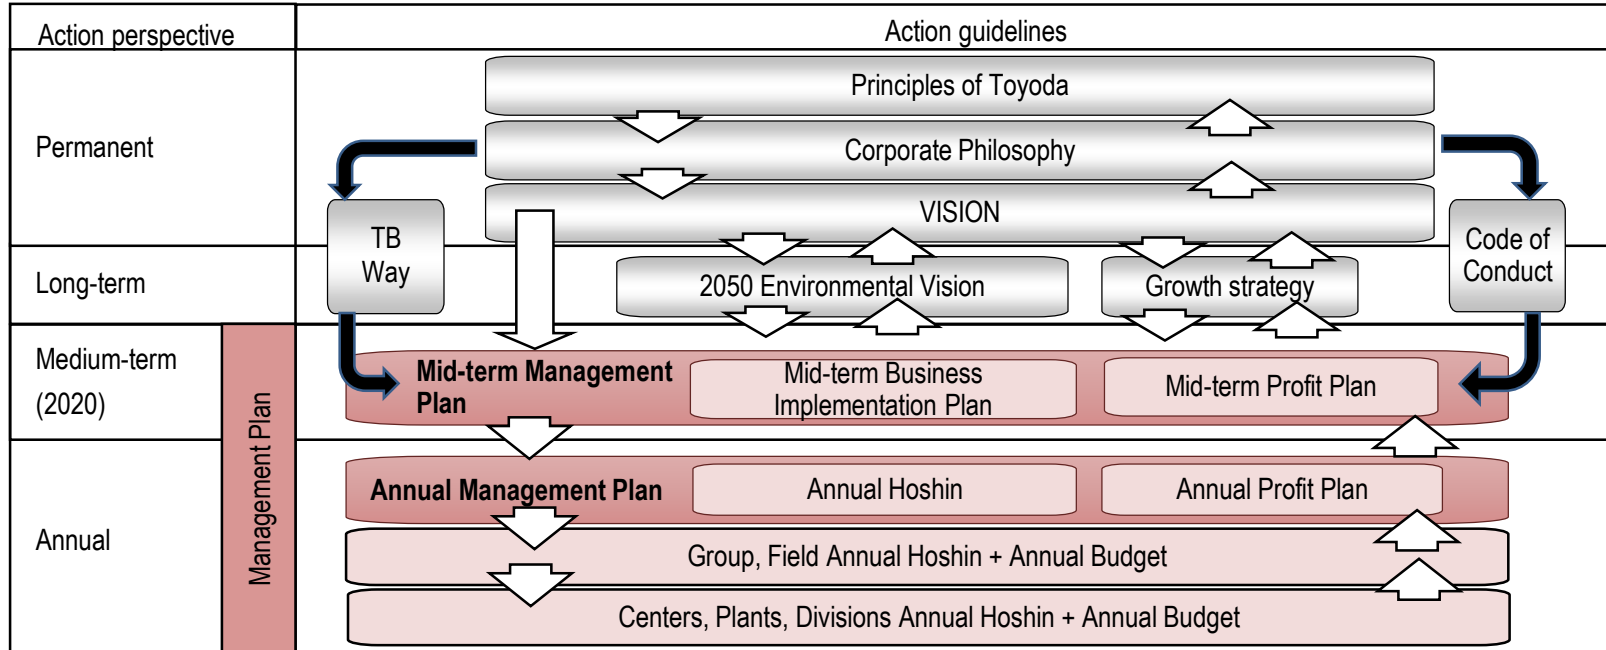 Action perspective
Action guidelines
Permanent
Principles of Toyoda
Corporate Philosophy
VISION
TB
Way
Code of
Conduct
Long-term
2050 Environmental Vision
Growth strategy
Medium-term
(2020)
Management Plan
Mid-term Management
Plan
Mid-term Business
Implementation Plan
Mid-term Profit Plan
Annual
Annual Management Plan
Annual Hoshin
Annual Profit Plan
Group, Field Annual Hoshin + Annual Budget
Centers, Plants, Divisions Annual Hoshin + Annual Budget